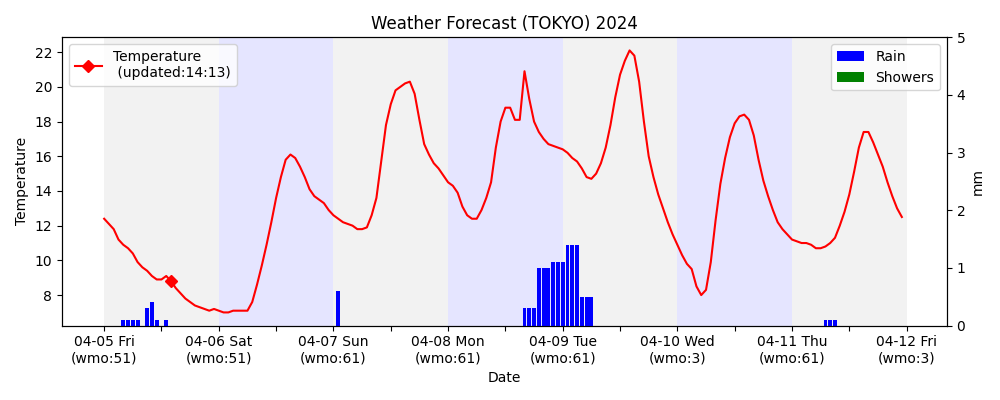 Weather Forecast (TOKYO) 2024
Temperature
(updated:14:13)
Rain
Showers
Temperature
22
20
18
16
14
12
10
8
5
4
3
2
1
0
mm
04-05 Fri
(wmo:51)
04-06 Sat
(wmo:51)
04-07 Sun
(wmo:61)
04-08 Mon
(wmo:61)
04-09 Tue
(wmo:61)
04-10 Wed
(wmo:3)
04-11 Thu
(wmo:61)
04-12 Fri
(wmo:3)
Date